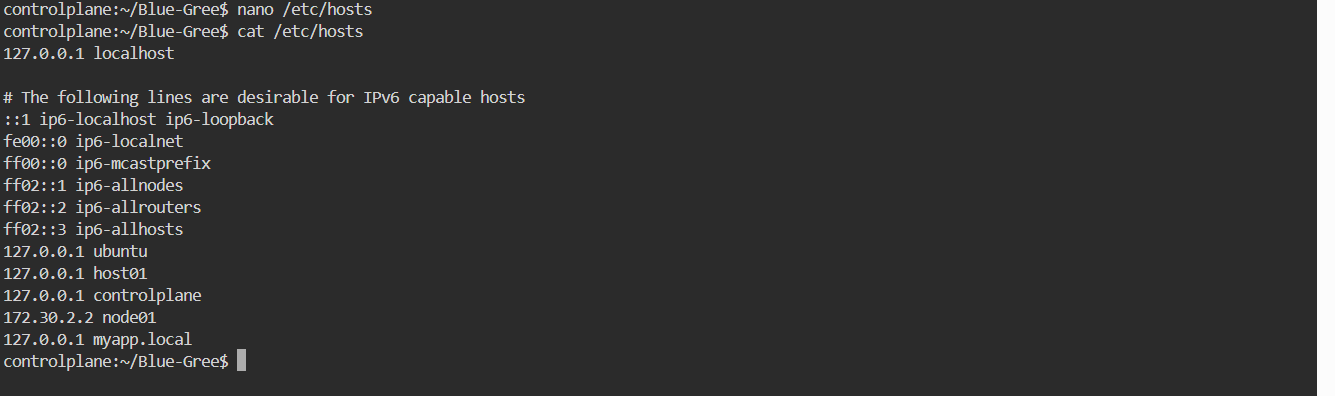 controlplane:~/Blue-Gree$ nano /etc/hosts
controlplane:~/Blue-Gree$ cat /etc/hosts
127.0.0.1 localhost

# The following lines are desirable for IPv6 capable hosts
::1 ip6-localhost ip6-loopback
fe00::0 ip6-localnet
ff00::0 ip6-mcastprefix
ff02::1 ip6-allnodes
ff02::2 ip6-allrouters
ff02::3 ip6-allhosts
127.0.0.1 ubuntu
127.0.0.1 host01
127.0.0.1 controlplane
172.30.2.2 node01
127.0.0.1 myapp.local
controlplane:~/Blue-Gree$